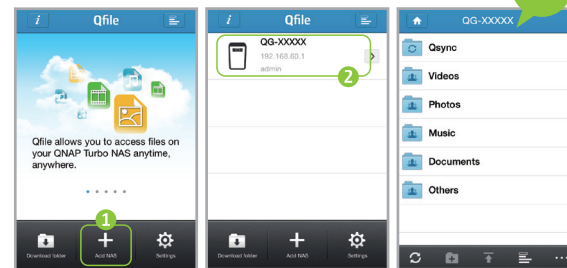 i Qfile
Qfile allows you to access files on
your QNAP Turbo NAS anytime,
anywhere.
1
Download folder Add NAS Settings
i Qfile
QG-XXXXX
192.168.60.1
admin
2
Download folder Add NAS Settings
QG-XXXXX
Qsync
Videos
Photos
Music
Documents
Others